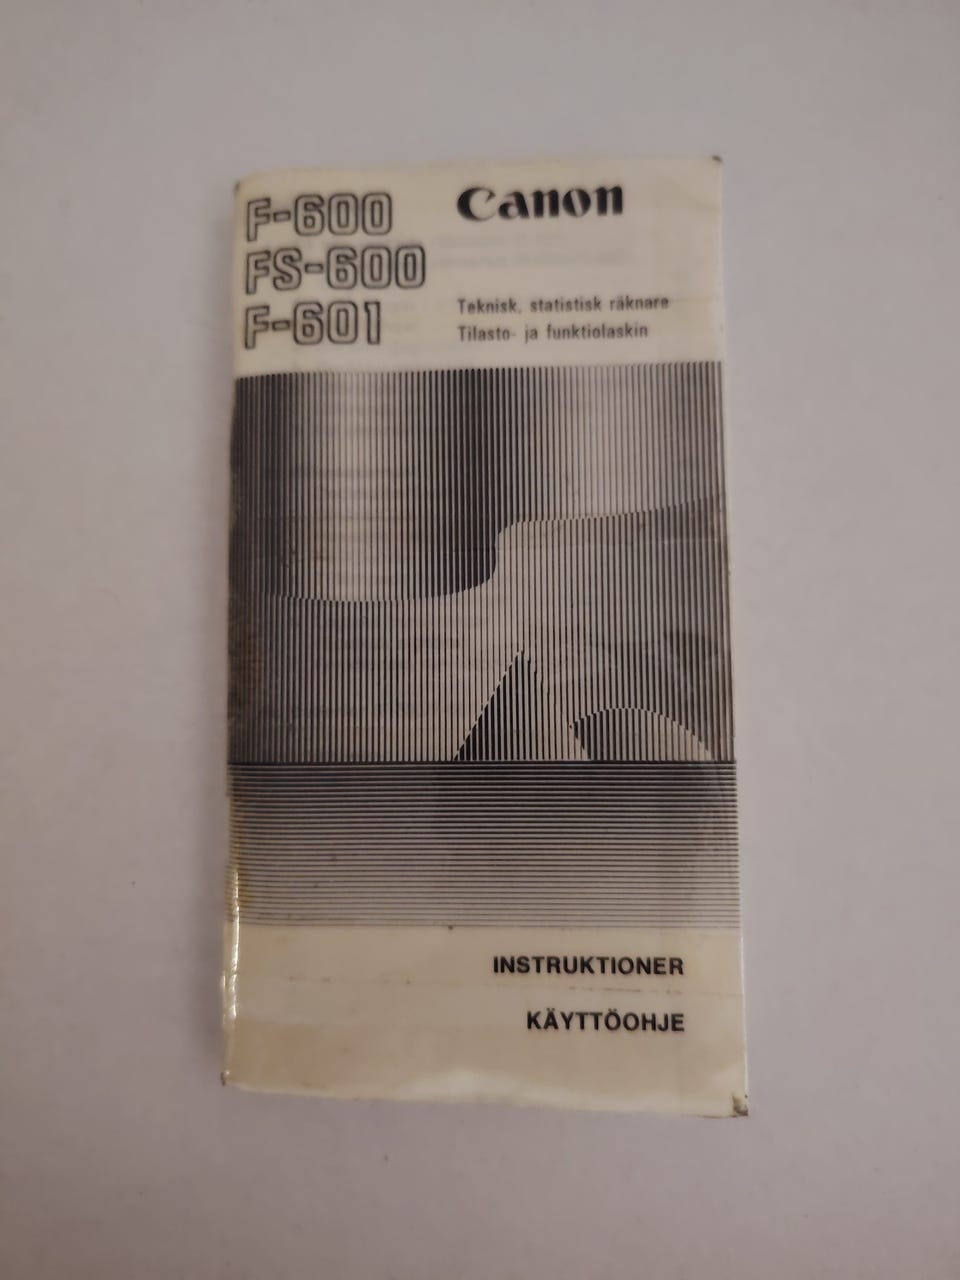 F-600
FS-600
F-601
Canon
Teknisk, statistisk räknare
Tilasto- ja funktiolaskin
INSTRUKTIONER
KÄYTTÖOHJE